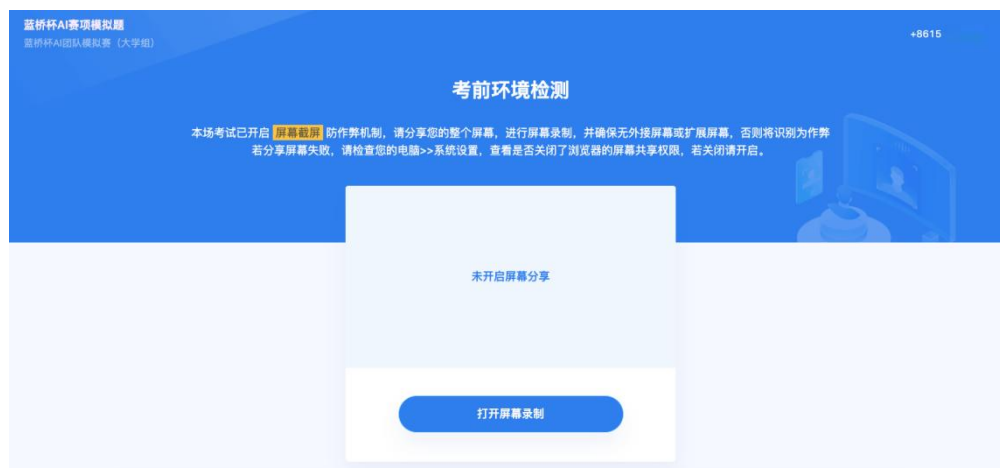 蓝桥杯AI赛项模拟题
蓝桥杯AI团队模拟赛（大学组）
+8615
考前环境检测
本场考试已开启 屏幕截屏 防作弊机制，请分享您的整个屏幕，进行屏幕录制，并确保无外接屏幕或扩展屏幕，否则将识别为作弊
若分享屏幕失败，请检查您的电脑>>系统设置，查看是否关闭了浏览器的屏幕共享权限，若关闭请开启。
未开启屏幕分享
打开屏幕录制